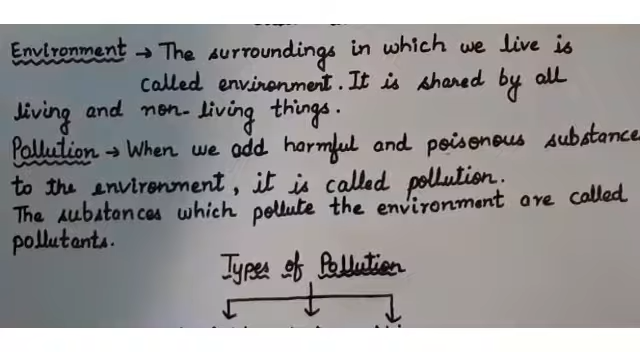 Environment → The surroundings in which we live is
called environment. It is shared by all
living and non-living things.
Pollution → When we add harmful and poisonous substance
to the environment, it is called pollution.
The substances which pollute the environment are called
pollutants.
Types of Pollution